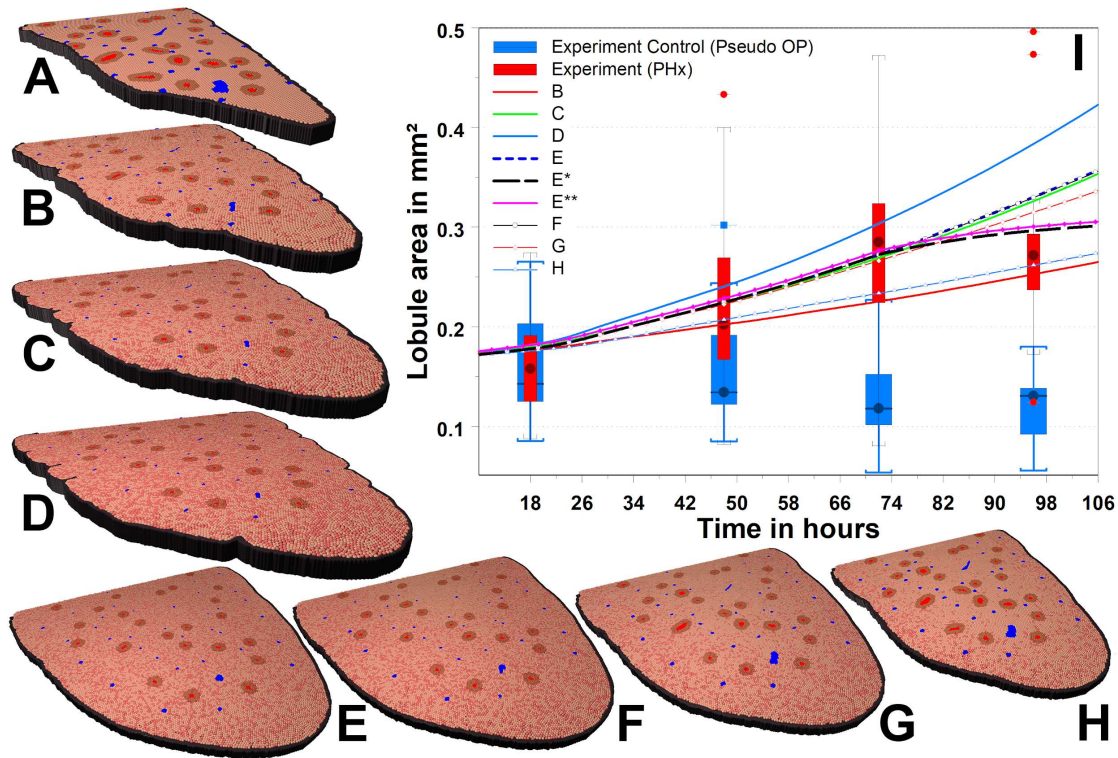 A
B
C
D
E
F
G
H
I
Lobule area in mm²
0.5
0.4
0.3
0.2
0.1
Experiment Control (Pseudo OP)
Experiment (PHx)
B
C
D
E
E*
E**
F
G
H
18 26 34 42 50 58 66 74 82 90 98 106
Time in hours